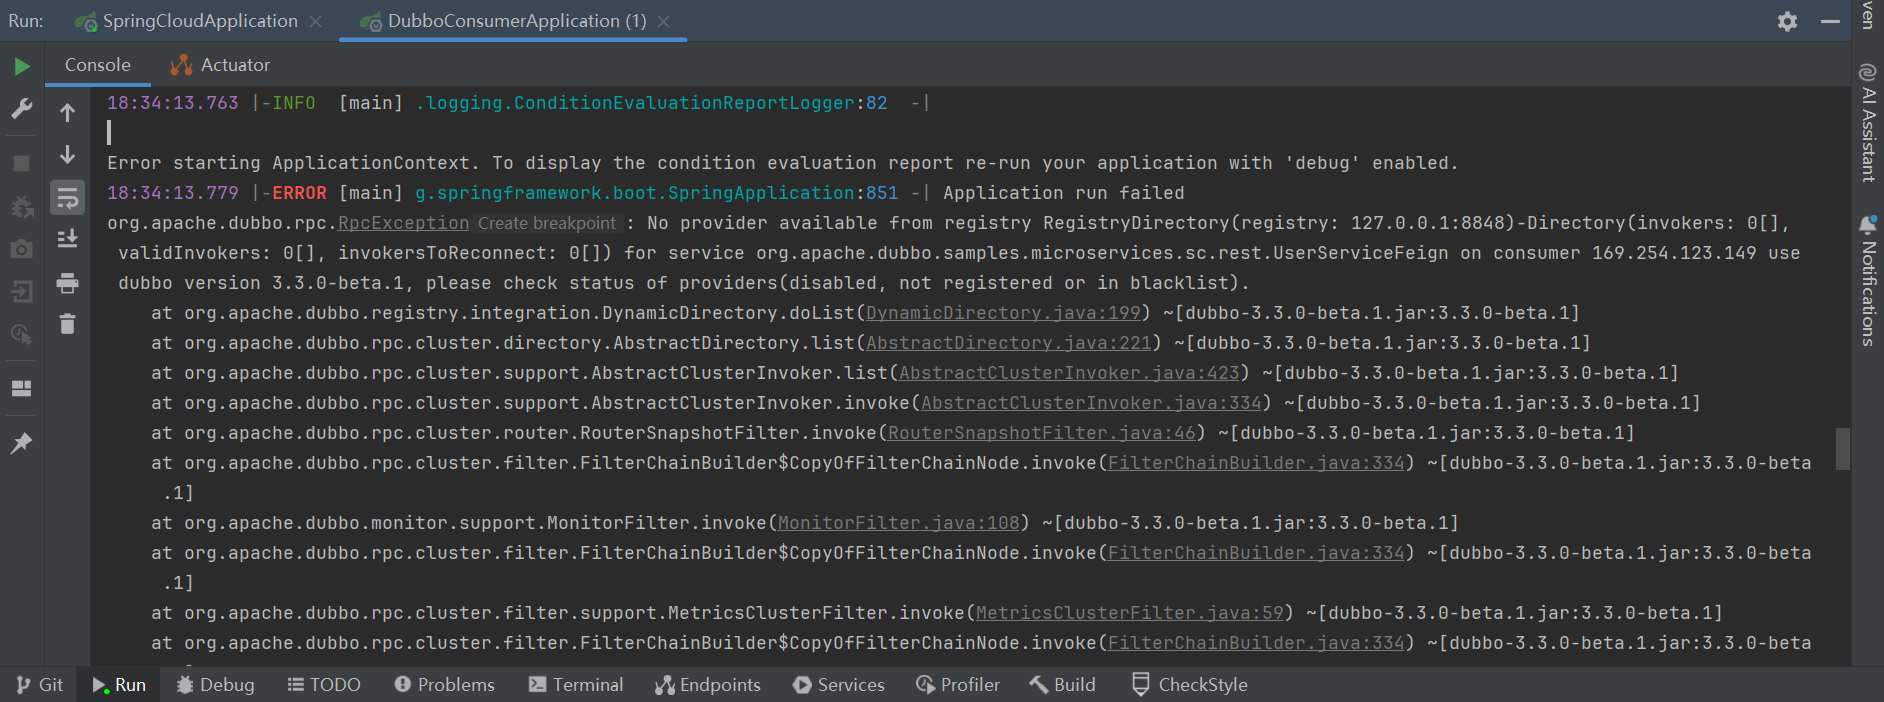 Run: SpringCloudApplication × DubboConsumerApplication (1) ×
Console Actuator
18:34:13.763 |-INFO  [main] .logging.ConditionEvaluationReportLogger:82  -|
Error starting ApplicationContext. To display the condition evaluation report re-run your application with 'debug' enabled.
18:34:13.779 |-ERROR [main] g.springframework.boot.SpringApplication:851 -| Application run failed
org.apache.dubbo.rpc.RpcException Create breakpoint : No provider available from registry RegistryDirectory(registry: 127.0.0.1:8848)-Directory(invokers: 0[],
validInvokers: 0[], invokersToReconnect: 0[]) for service org.apache.dubbo.samples.microservices.sc.rest.UserServiceFeign on consumer 169.254.123.149 use
dubbo version 3.3.0-beta.1, please check status of providers(disabled, not registered or in blacklist).
at org.apache.dubbo.registry.integration.DynamicDirectory.doList(DynamicDirectory.java:199) ~[dubbo-3.3.0-beta.1.jar:3.3.0-beta.1]
at org.apache.dubbo.rpc.cluster.directory.AbstractDirectory.list(AbstractDirectory.java:221) ~[dubbo-3.3.0-beta.1.jar:3.3.0-beta.1]
at org.apache.dubbo.rpc.cluster.support.AbstractClusterInvoker.list(AbstractClusterInvoker.java:423) ~[dubbo-3.3.0-beta.1.jar:3.3.0-beta.1]
at org.apache.dubbo.rpc.cluster.support.AbstractClusterInvoker.invoke(AbstractClusterInvoker.java:334) ~[dubbo-3.3.0-beta.1.jar:3.3.0-beta.1]
at org.apache.dubbo.rpc.cluster.router.RouterSnapshotFilter.invoke(RouterSnapshotFilter.java:46) ~[dubbo-3.3.0-beta.1.jar:3.3.0-beta.1]
at org.apache.dubbo.rpc.cluster.filter.FilterChainBuilder$CopyOfFilterChainNode.invoke(FilterChainBuilder.java:334) ~[dubbo-3.3.0-beta.1.jar:3.3.0-beta
.1]
at org.apache.dubbo.monitor.support.MonitorFilter.invoke(MonitorFilter.java:108) ~[dubbo-3.3.0-beta.1.jar:3.3.0-beta.1]
at org.apache.dubbo.rpc.cluster.filter.FilterChainBuilder$CopyOfFilterChainNode.invoke(FilterChainBuilder.java:334) ~[dubbo-3.3.0-beta.1.jar:3.3.0-beta
.1]
at org.apache.dubbo.rpc.cluster.filter.support.MetricsClusterFilter.invoke(MetricsClusterFilter.java:59) ~[dubbo-3.3.0-beta.1.jar:3.3.0-beta.1]
at org.apache.dubbo.rpc.cluster.filter.FilterChainBuilder$CopyOfFilterChainNode.invoke(FilterChainBuilder.java:334) ~[dubbo-3.3.0-beta.1.jar:3.3.0-beta
ven
AI Assistant
Notifications
Git Run Debug TODO Problems Terminal Endpoints Services Profiler Build CheckStyle